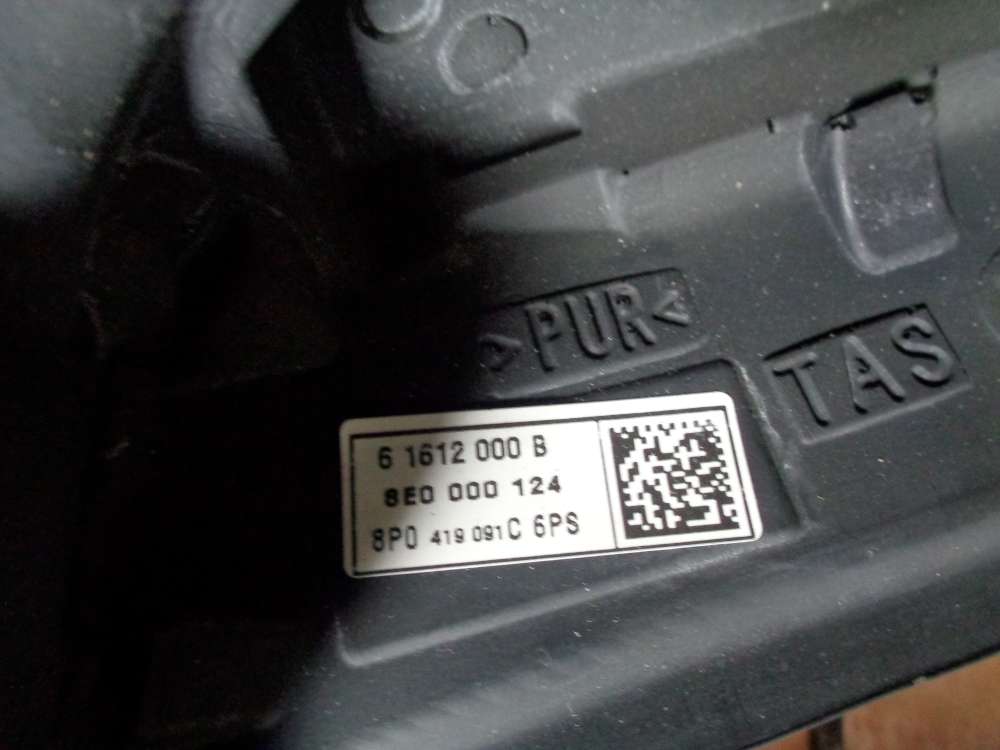 >PUR<
TAS
6 1612 000 B
8E0 000 124
8P0 419 091C 6PS